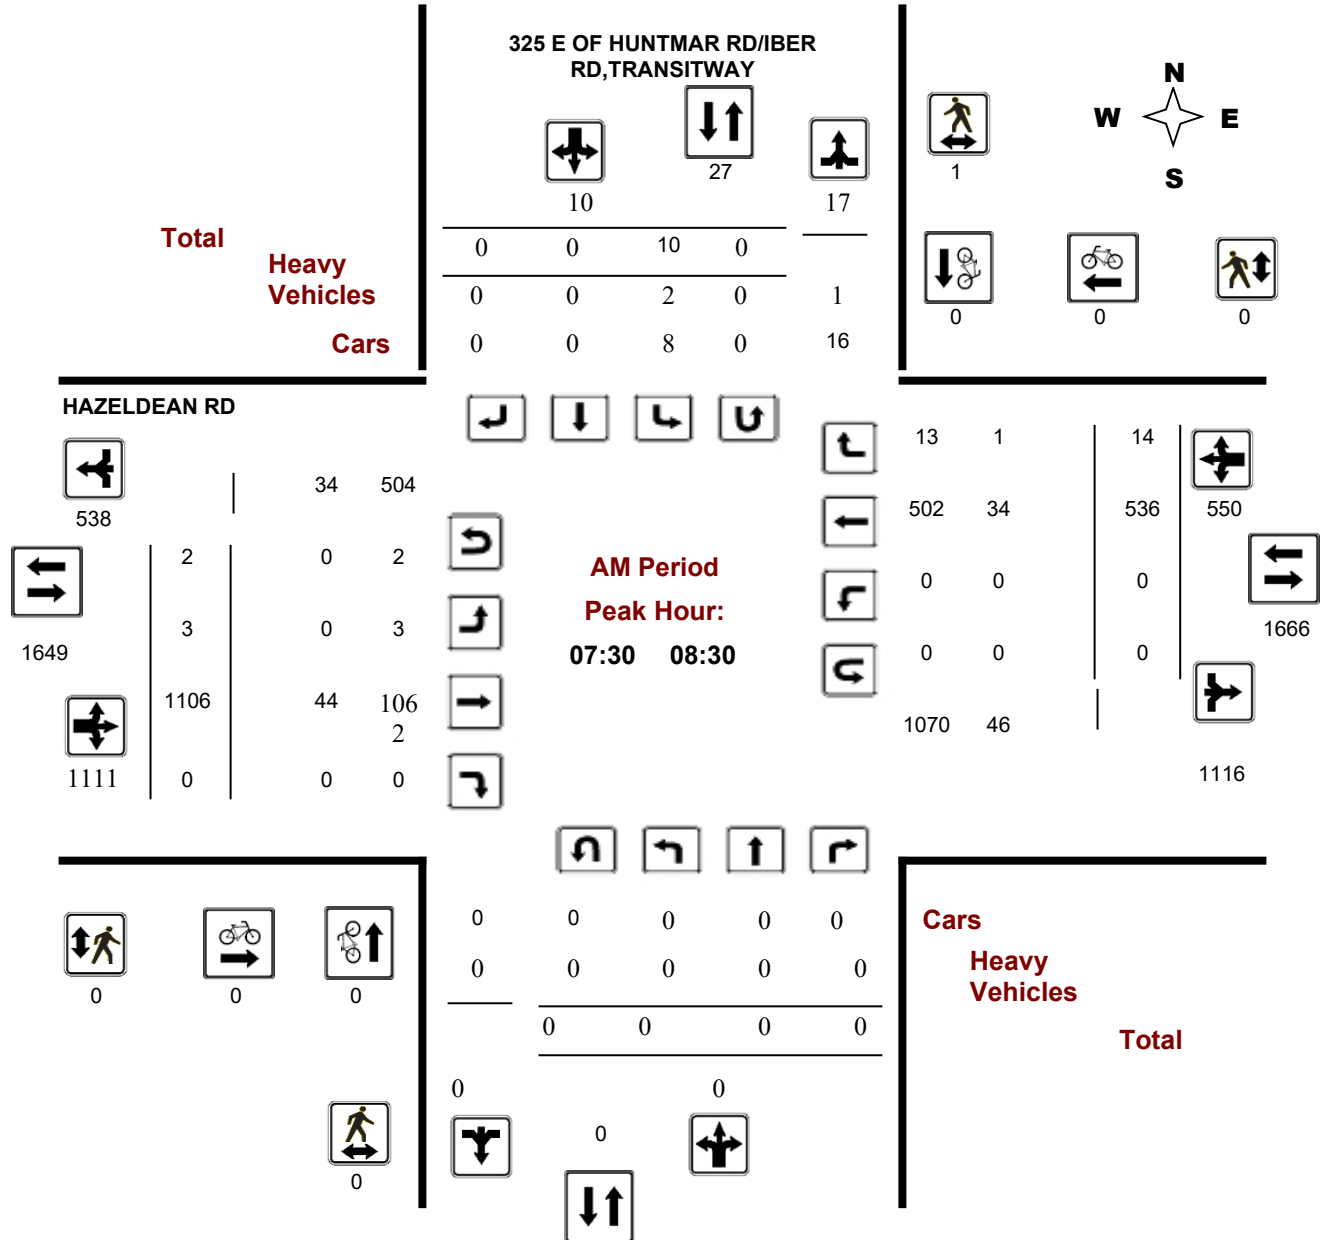 325 E OF HUNTMAR RD/IBER
RD,TRANSITWAY
N
W E
S
27
1
10 17
Total
0 0 10 0
Heavy
Vehicles
0 0 2 0 1
0 0 0
Cars
0 0 8 0 16
HAZELDEAN RD
13 1 14
34 504
538
502 34 536 550
2 0 2
AM Period
0 0 0
Peak Hour:
3 0 3
1666
1649
07:30 08:30
0 0 0
1106 44 106
2
1070 46
1111 0 0 0
1116
0 0 0 0 0
Cars
0 0 0 0 0
Heavy
Vehicles
0 0 0
0 0 0 0
Total
0 0
0
0